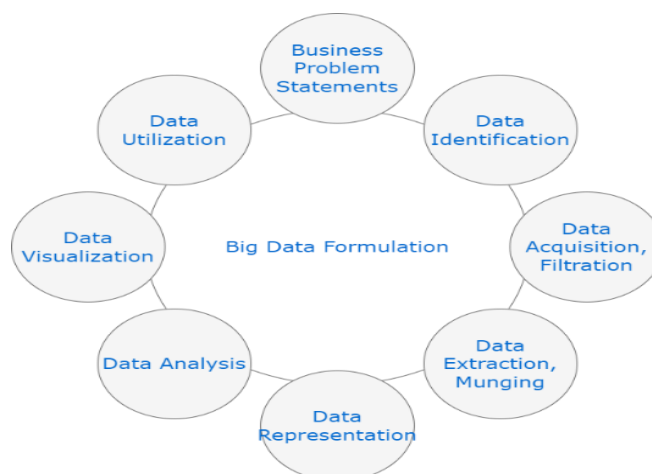 Business
Problem
Statements
Data
Identification
Data
Acquisition,
Filtration
Data
Extraction,
Munging
Data
Representation
Data Analysis
Data
Visualization
Data
Utilization
Big Data Formulation